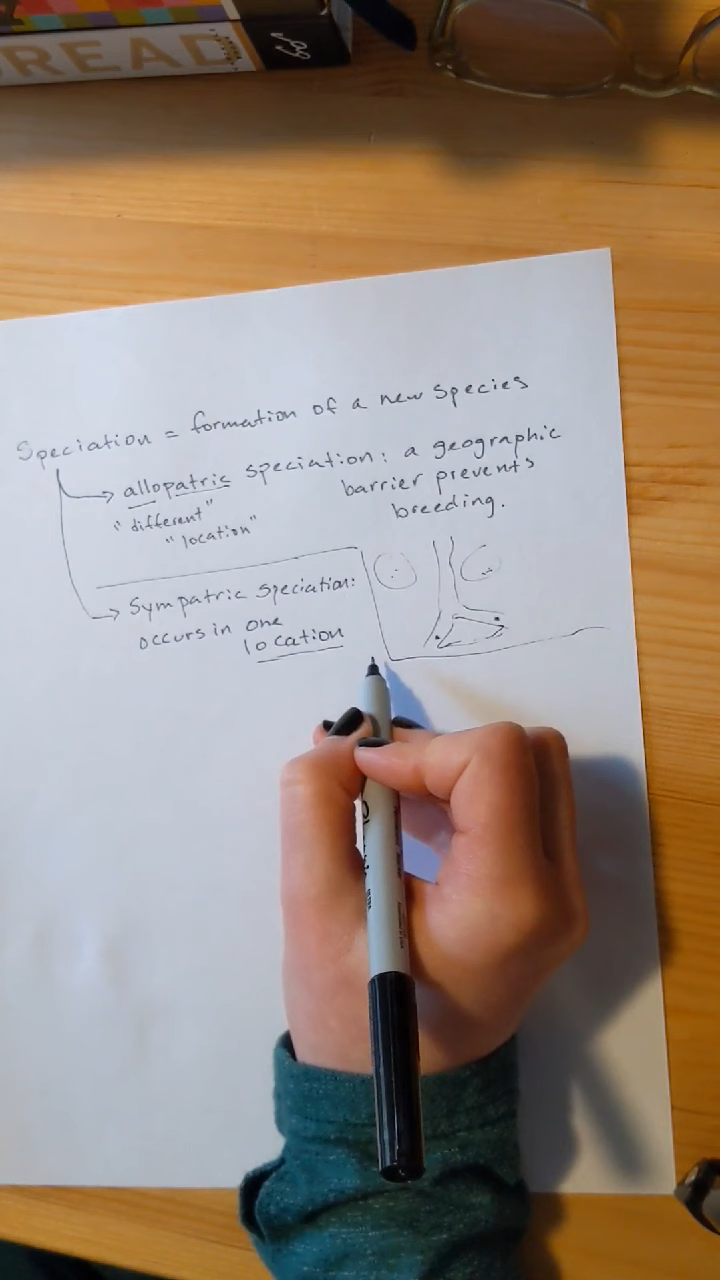 READ
Speciation = formation of a new species
allopatric speciation: a geographic
barrier prevents
breeding.
"different"
"location"
Sympatric speciation:
occurs in one
location